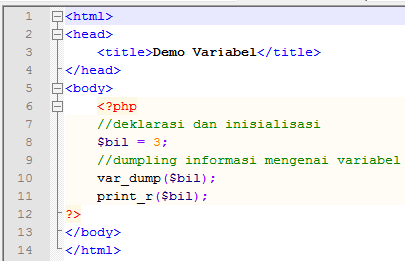 1 <html>
2 <head>
3 <title>Demo Variabel</title>
4 </head>
5 <body>
6 <?php
7 //deklarasi dan inisialisasi
8 $bil = 3;
9 //dumpling informasi mengenai variabel
10 var_dump($bil);
11 print_r($bil);
12 ?>
13 </body>
14 </html>